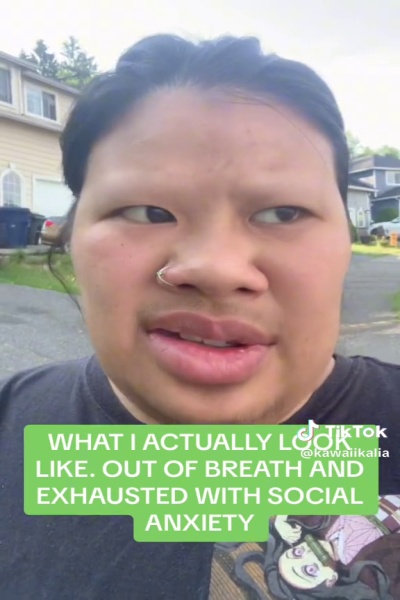 TikTok
@kawaiikalia
WHAT I ACTUALLY LOOK
LIKE. OUT OF BREATH AND
EXHAUSTED WITH SOCIAL
ANXIETY